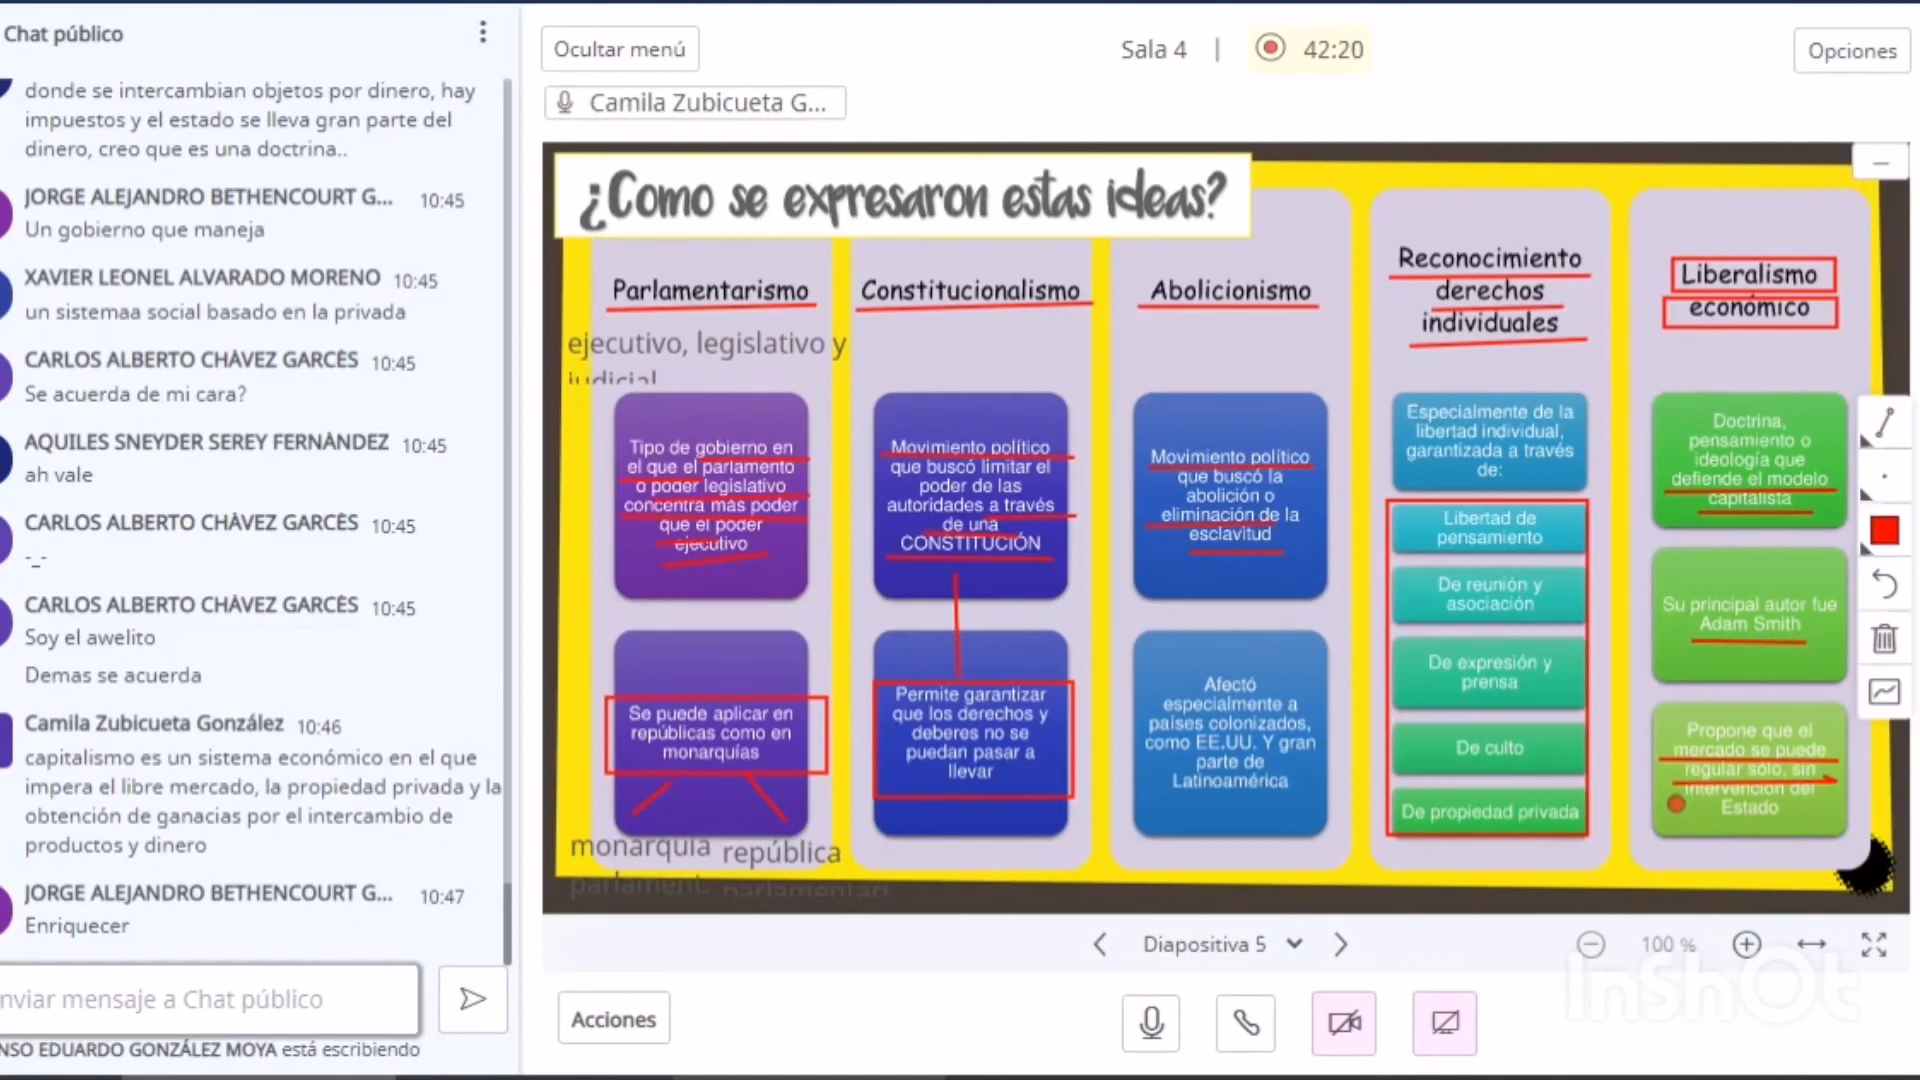 Chat público
donde se intercambian objetos por dinero, hay
impuestos y el estado se lleva gran parte del
dinero, creo que es una doctrina..
JORGE ALEJANDRO BETHENCOURT G... 10:45
Un gobierno que maneja
XAVIER LEONEL ALVARADO MORENO 10:45
un sistemaa social basado en la privada
CARLOS ALBERTO CHÁVEZ GARCÉS 10:45
Se acuerda de mi cara?
AQUILES SNEYDER SEREY FERNÁNDEZ 10:45
ah vale
CARLOS ALBERTO CHÁVEZ GARCÉS 10:45
-_-
CARLOS ALBERTO CHÁVEZ GARCÉS 10:45
Soy el awelito
Demas se acuerda
Camila Zubicueta González 10:46
capitalismo es un sistema económico en el que
impera el libre mercado, la propiedad privada y la
obtención de ganacias por el intercambio de
productos y dinero
JORGE ALEJANDRO BETHENCOURT G... 10:47
Enriquecer
nviar mensaje a Chat público
NSO EDUARDO GONZÁLEZ MOYA está escribiendo
Ocultar menú
Sala 4 | 42:20
Opciones
Camila Zubicueta G...
¿Como se expresaron estas ideas?
Parlamentarismo
ejecutivo, legislativo y
judicial
Tipo de gobierno en
el que el parlamento
o poder legislativo
concentra más poder
que el poder
ejecutivo
Se puede aplicar en
repúblicas como en
monarquías
monarquia república
parlament. parlamentari
Constitucionalismo
Movimiento político
que buscó limitar el
poder de las
autoridades a través
de una
CONSTITUCIÓN
Permite garantizar
que los derechos y
deberes no se
puedan pasar a
llevar
Abolicionismo
Movimiento político
que buscó la
abolición o
eliminación de la
esclavitud
Afectó
especialmente a
países colonizados,
como EE.UU. Y gran
parte de
Latinoamérica
Reconocimiento
derechos
individuales
Especialmente de la
libertad individual,
garantizada a través
de:
Libertad de
pensamiento
De reunión y
asociación
De expresión y
prensa
De culto
De propiedad privada
Liberalismo
económico
Doctrina,
pensamiento o
ideología que
defiende el modelo
capitalista
Su principal autor fue
Adam Smith
Propone que el
mercado se puede
regular sólo, sin
intervención del
Estado
Diapositiva 5
100 %
InShOt
Acciones